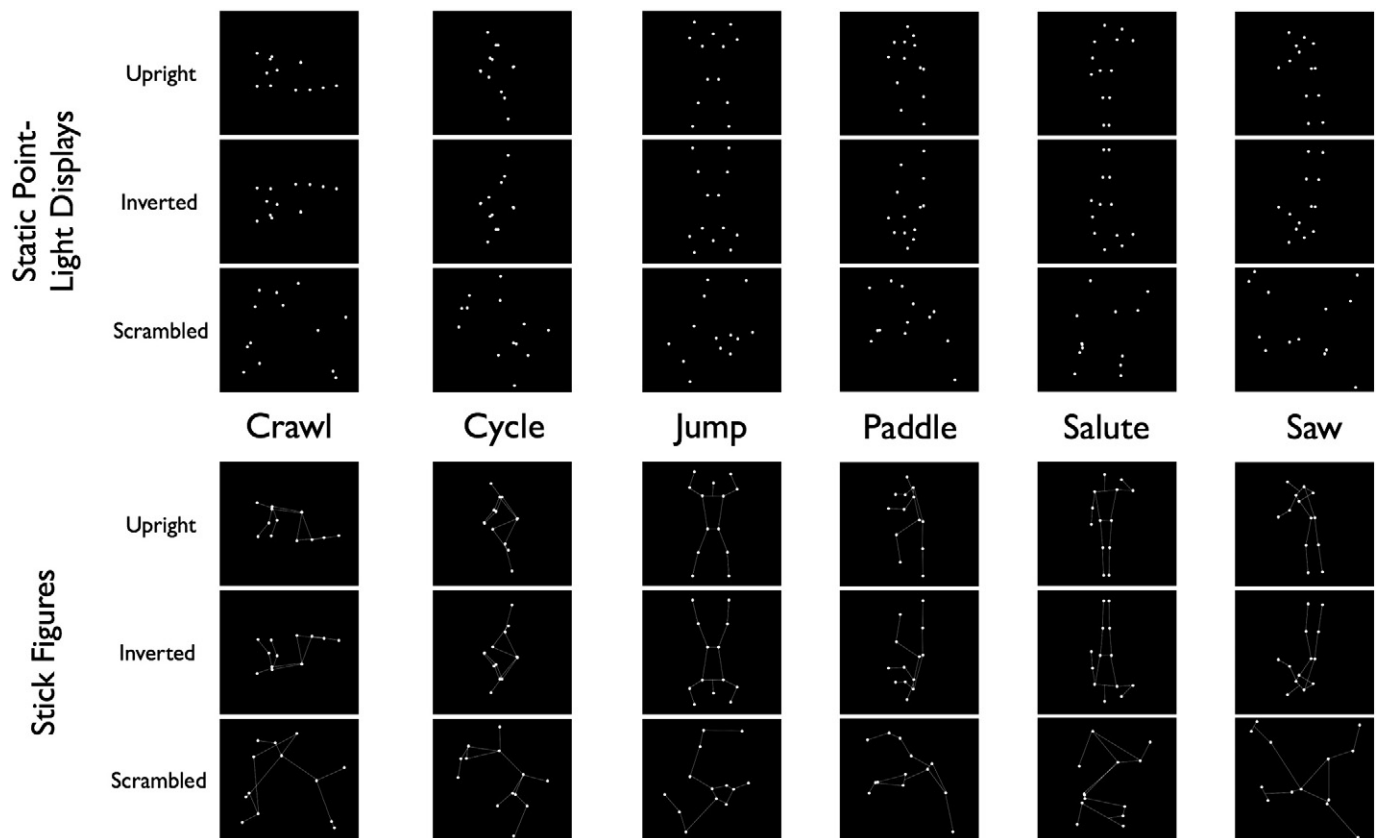 Static Point-
Light Displays
Upright
Inverted
Scrambled
Crawl Cycle Jump Paddle Salute Saw
Stick Figures
Upright
Inverted
Scrambled